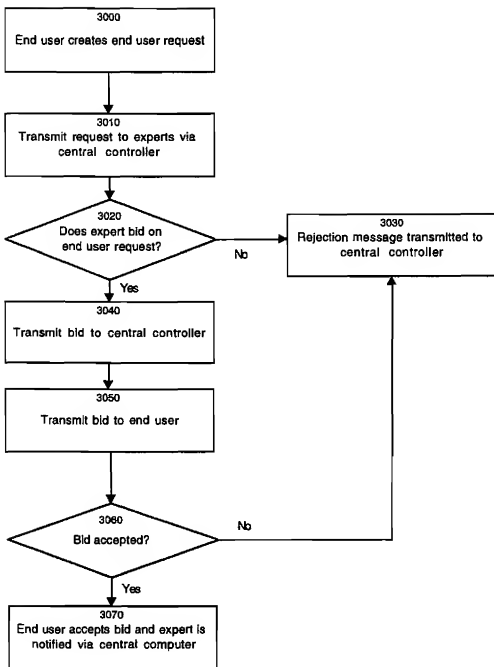 3000
End user creates end user request
3010
Transmit request to experts via
central controller
3020
Does expert bid on
end user request?
No
3030
Rejection message transmitted to
central controller
Yes
3040
Transmit bid to central controller
3050
Transmit bid to end user
3060
Bid accepted?
No
Yes
3070
End user accepts bid and expert is
notified via central computer